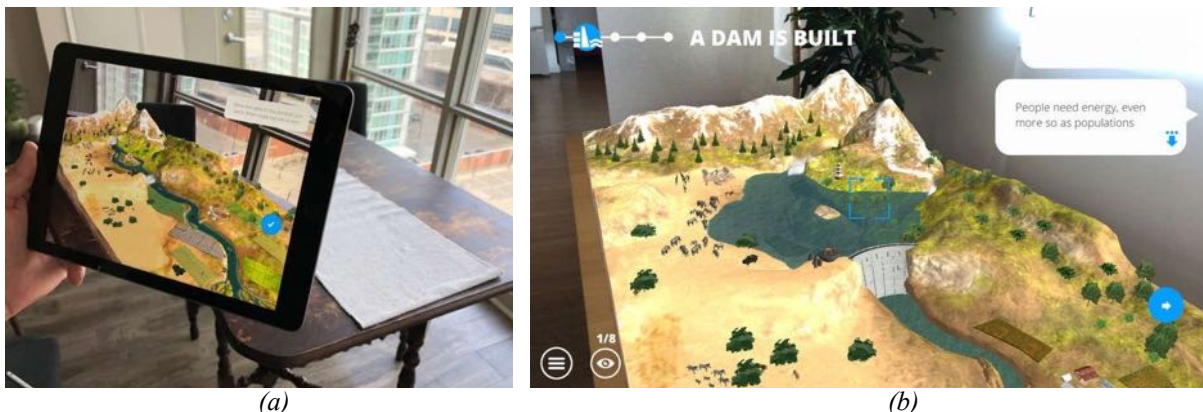 A DAM IS BUILT
People need energy, even
more so as populations
1/8
(a)
(b)